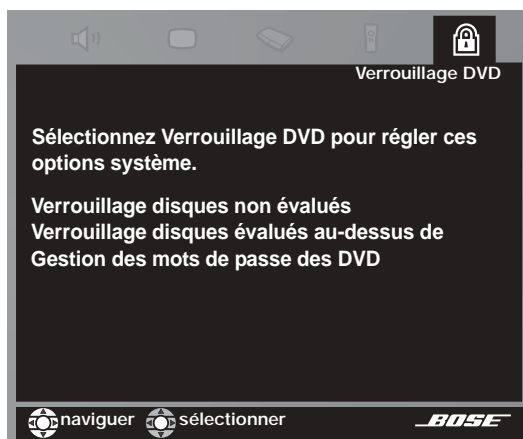 Verrouillage DVD
Sélectionnez Verrouillage DVD pour régler ces
options système.
Verrouillage disques non évalués
Verrouillage disques évalués au-dessus de
Gestion des mots de passe des DVD
naviguer sélectionner BOSE